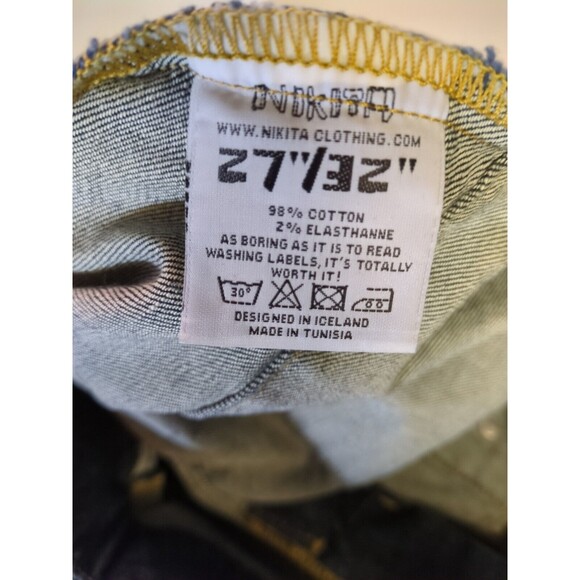 NIKITA
WWW.NIKITA CLOTHING.COM
27"/32"
98% COTTON
2% ELASTHANNE
AS BORING AS IT IS TO READ
WASHING LABELS, IT'S TOTALLY
WORTH IT!
30°
DESIGNED IN ICELAND
MADE IN TUNISIA